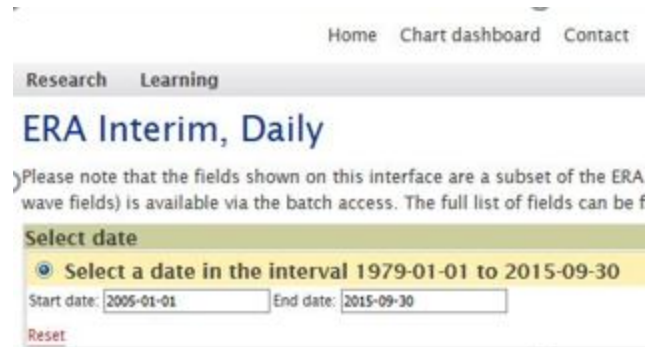 Home Chart dashboard Contact
Research Learning
ERA Interim, Daily
Please note that the fields shown on this interface are a subset of the ERA
wave fields) is available via the batch access. The full list of fields can be f
Select date
Select a date in the interval 1979-01-01 to 2015-09-30
Start date: 2005-01-01 End date: 2015-09-30
Reset